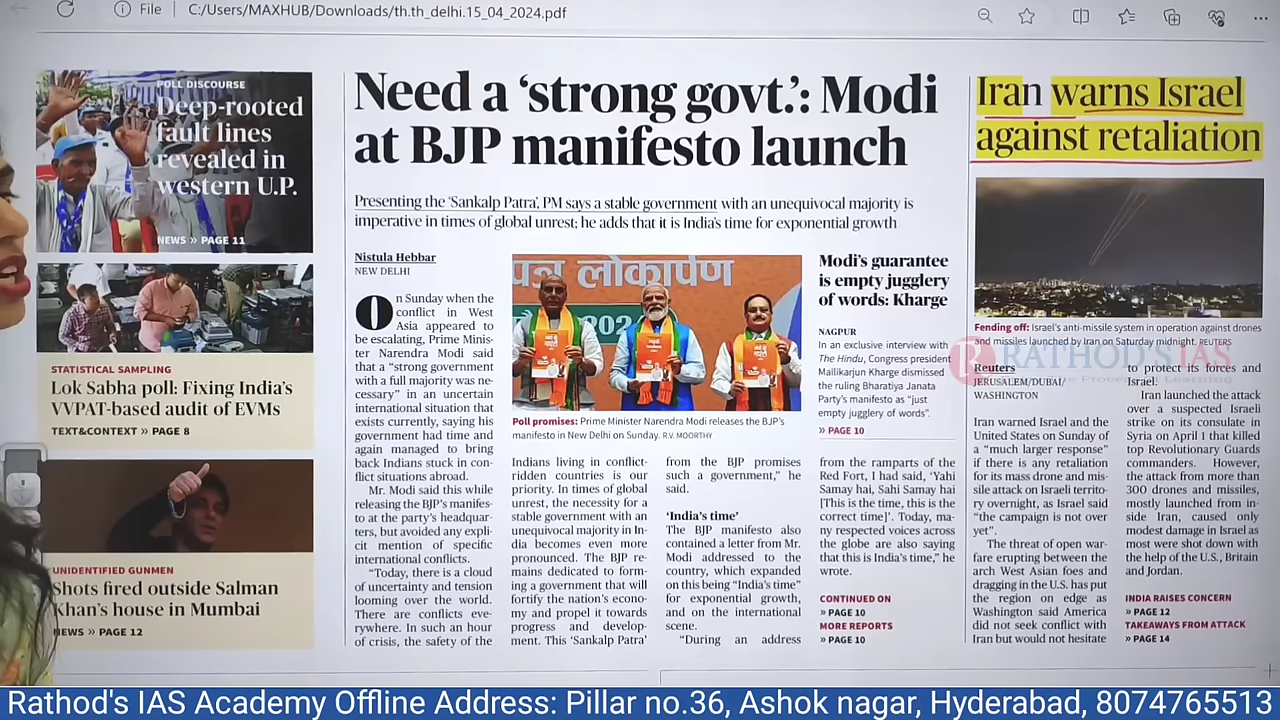 File
C:/Users/MAXHUB/Downloads/th.th_delhi.15_04_2024.pdf
POLL DISCOURSE
Deep-rooted
fault lines
revealed in
western U.P.
NEWS » PAGE 11
STATISTICAL SAMPLING
Lok Sabha poll: Fixing India's
VVPAT-based audit of EVMs
TEXT&CONTEXT » PAGE 8
UNIDENTIFIED GUNMEN
Shots fired outside Salman
Khan's house in Mumbai
NEWS » PAGE 12
Need a ‘strong govt.’: Modi
at BJP manifesto launch
Presenting the ‘Sankalp Patra’, PM says a stable government with an unequivocal majority is
imperative in times of global unrest; he adds that it is India’s time for exponential growth
Nistula Hebbar
NEW DELHI
On Sunday when the
conflict in West
Asia appeared to
be escalating, Prime Minis-
ter Narendra Modi said
that a “strong government
with a full majority was ne-
cessary” in an uncertain
international situation that
exists currently, saying his
government had time and
again managed to bring
back Indians stuck in con-
flict situations abroad.
Mr. Modi said this while
releasing the BJP’s manifes-
to at the party’s headquar-
ters, but avoided any expli-
cit mention of specific
international conflicts.
“Today, there is a cloud
of uncertainty and tension
looming over the world.
There are conflicts eve-
rywhere. In such an hour
of crisis, the safety of the
पत्र लोकार्पण
2024
Poll promises: Prime Minister Narendra Modi releases the BJP’s
manifesto in New Delhi on Sunday. R.V. MOORTHY
Indians living in conflict-
ridden countries is our
priority. In times of global
unrest, the necessity for a
stable government with an
unequivocal majority in In-
dia becomes even more
pronounced. The BJP re-
mains dedicated to form-
ing a government that will
fortify the nation’s econo-
my and propel it towards
progress and develop-
ment. This ‘Sankalp Patra’
from the BJP promises
such a government,” he
said.
‘India’s time’
The BJP manifesto also
contained a letter from Mr.
Modi addressed to the
country, which expanded
on this being “India’s time”
for exponential growth,
and on the international
scene.
“During an address
Modi’s guarantee
is empty jugglery
of words: Kharge
NAGPUR
In an exclusive interview with
The Hindu, Congress president
Mallikarjun Kharge dismissed
the ruling Bharatiya Janata
Party’s manifesto as “just
empty jugglery of words”.
» PAGE 10
from the ramparts of the
Red Fort, I had said, ‘Yahi
Samay hai, Sahi Samay hai
[This is the time, this is the
correct time]’. Today, ma-
ny respected voices across
the globe are also saying
that this is India’s time,” he
wrote.
CONTINUED ON
» PAGE 10
MORE REPORTS
» PAGE 10
Iran warns Israel
against retaliation
Fending off: Israel’s anti-missile system in operation against drones
and missiles launched by Iran on Saturday midnight. REUTERS
RATHOD'S IAS
Reuters
JERUSALEM/DUBAI/
WASHINGTON
Iran warned Israel and the
United States on Sunday of
a “much larger response”
if there is any retaliation
for its mass drone and mis-
sile attack on Israeli territo-
ry overnight, as Israel said
“the campaign is not over
yet”.
The threat of open war-
fare erupting between the
arch West Asian foes and
dragging in the U.S. has put
the region on edge as
Washington said America
did not seek conflict with
Iran but would not hesitate
to protect its forces and
Israel.
Iran launched the attack
over a suspected Israeli
strike on its consulate in
Syria on April 1 that killed
top Revolutionary Guards
commanders. However,
the attack from more than
300 drones and missiles,
mostly launched from in-
side Iran, caused only
modest damage in Israel as
most were shot down with
the help of the U.S., Britain
and Jordan.
INDIA RAISES CONCERN
» PAGE 12
TAKEAWAYS FROM ATTACK
» PAGE 14
Rathod's IAS Academy Offline Address: Pillar no.36, Ashok nagar, Hyderabad, 8074765513